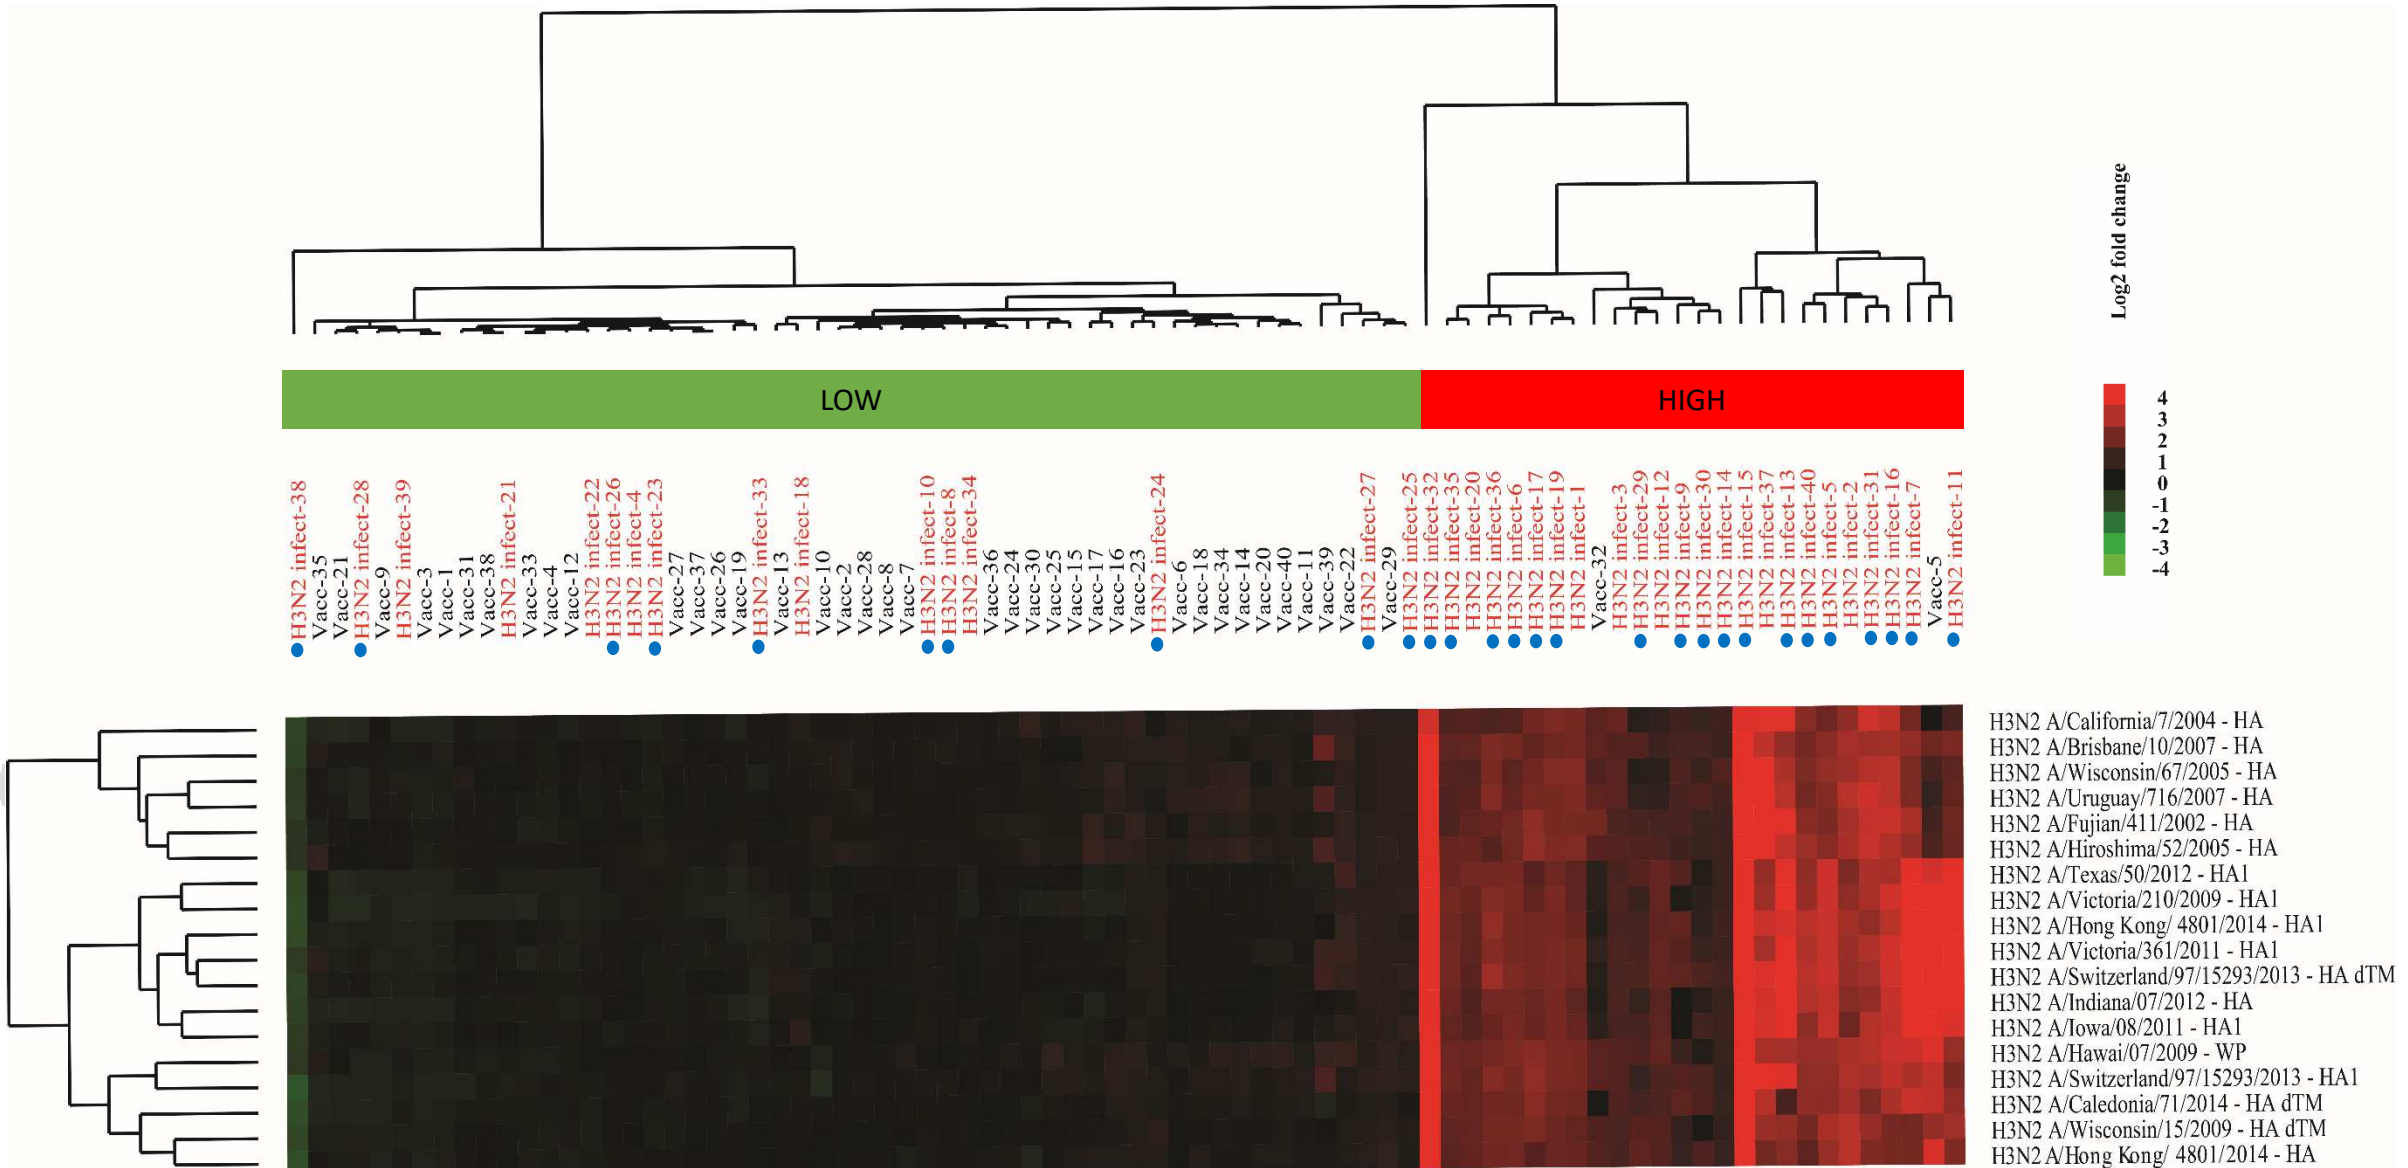 Log2 fold change
LOW
HIGH
4
3
2
1
0
-1
-2
-3
-4
H3N2 infect-38
Vacc-35
Vacc-21
H3N2 infect-28
Vacc-9
H3N2 infect-39
Vacc-3
Vacc-1
Vacc-31
Vacc-38
H3N2 infect-21
Vacc-33
Vacc-4
Vacc-12
H3N2 infect-22
H3N2 infect-26
H3N2 infect-4
H3N2 infect-23
Vacc-27
Vacc-37
Vacc-26
Vacc-19
H3N2 infect-33
Vacc-13
H3N2 infect-18
Vacc-10
Vacc-2
Vacc-28
Vacc-8
Vacc-7
H3N2 infect-10
H3N2 infect-8
H3N2 infect-34
Vacc-36
Vacc-24
Vacc-30
Vacc-25
Vacc-15
Vacc-17
Vacc-16
Vacc-23
H3N2 infect-24
Vacc-6
Vacc-18
Vacc-34
Vacc-14
Vacc-20
Vacc-40
Vacc-11
Vacc-39
Vacc-22
H3N2 infect-27
Vacc-29
H3N2 infect-25
H3N2 infect-32
H3N2 infect-35
H3N2 infect-20
H3N2 infect-36
H3N2 infect-6
H3N2 infect-17
H3N2 infect-19
H3N2 infect-1
Vacc-32
H3N2 infect-3
H3N2 infect-29
H3N2 infect-12
H3N2 infect-9
H3N2 infect-30
H3N2 infect-14
H3N2 infect-15
H3N2 infect-37
H3N2 infect-13
H3N2 infect-40
H3N2 infect-5
H3N2 infect-2
H3N2 infect-31
H3N2 infect-16
H3N2 infect-7
Vacc-5
H3N2 infect-11
H3N2 A/California/7/2004 - HA
H3N2 A/Brisbane/10/2007 - HA
H3N2 A/Wisconsin/67/2005 - HA
H3N2 A/Uruguay/716/2007 - HA
H3N2 A/Fujian/411/2002 - HA
H3N2 A/Hiroshima/52/2005 - HA
H3N2 A/Texas/50/2012 - HA1
H3N2 A/Victoria/210/2009 - HA1
H3N2 A/Hong Kong/ 4801/2014 - HA1
H3N2 A/Victoria/361/2011 - HA1
H3N2 A/Switzerland/97/15293/2013 - HA dTM
H3N2 A/Indiana/07/2012 - HA
H3N2 A/Iowa/08/2011 - HA1
H3N2 A/Hawai/07/2009 - WP
H3N2 A/Switzerland/97/15293/2013 - HA1
H3N2 A/Caledonia/71/2014 - HA dTM
H3N2 A/Wisconsin/15/2009 - HA dTM
H3N2 A/Hong Kong/ 4801/2014 - HA